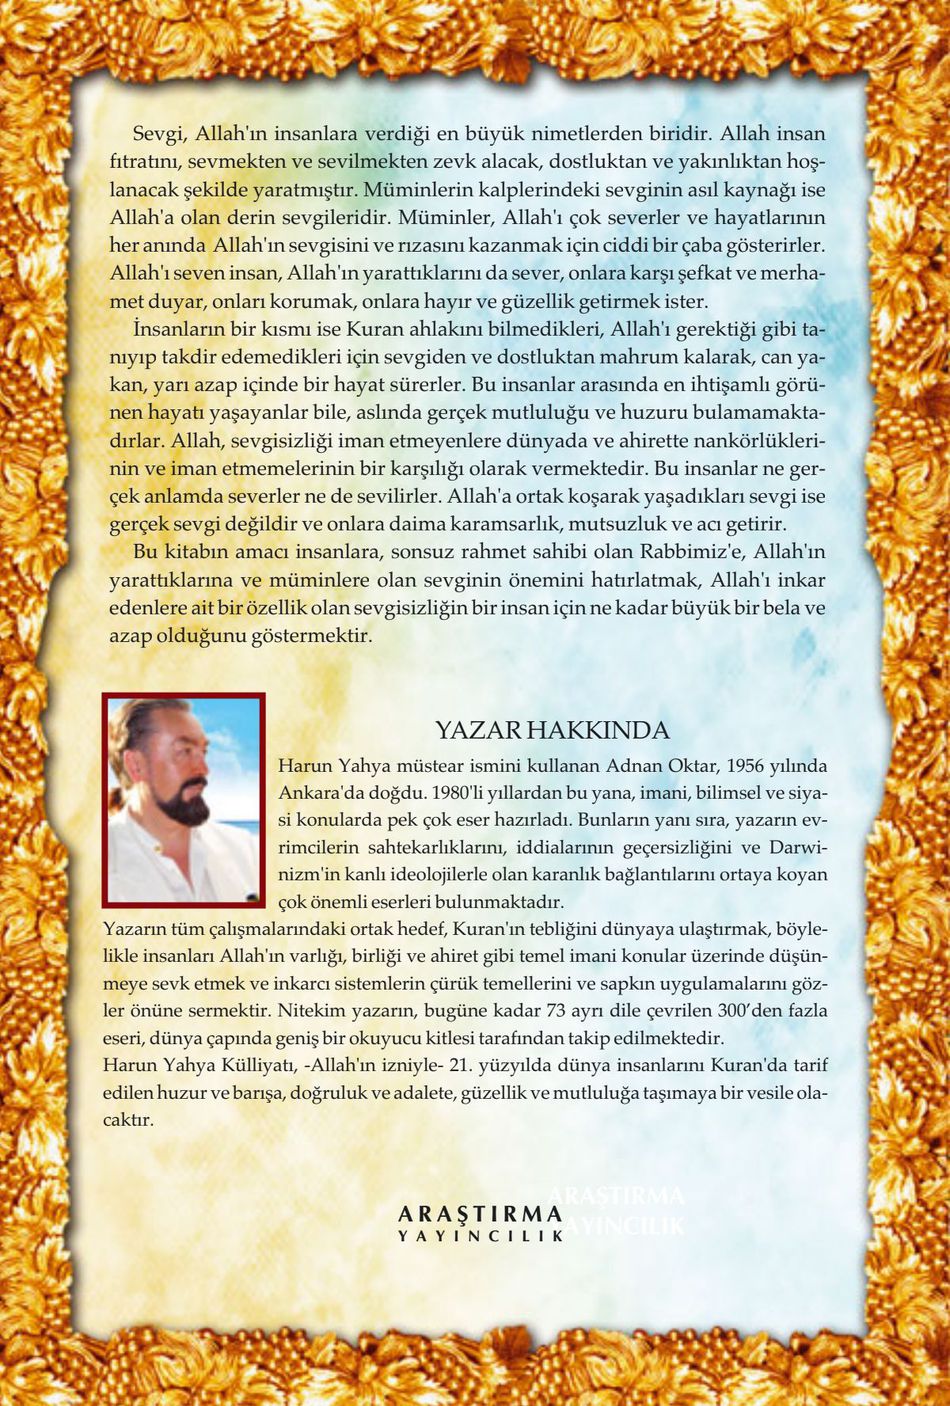 Sevgi, Allah'ın insanlara verdiği en büyük nimetlerden biridir. Allah insan
fıtratını, sevmekten ve sevilmekten zevk alacak, dostluktan ve yakınlıktan hoş-
lanacak şekilde yaratmıştır. Müminlerin kalplerindeki sevginin asıl kaynağı ise
Allah'a olan derin sevgileridir. Müminler, Allah'ı çok severler ve hayatlarının
her anında Allah'ın sevgisini ve rızasını kazanmak için ciddi bir çaba gösterirler.
Allah'ı seven insan, Allah'ın yarattıklarını da sever, onlara karşı şefkat ve merha-
met duyar, onları korumak, onlara hayır ve güzellik getirmek ister.
İnsanların bir kısmı ise Kuran ahlakını bilmedikleri, Allah'ı gerektiği gibi ta-
nıyıp takdir edemedikleri için sevgiden ve dostluktan mahrum kalarak, can ya-
kan, yarı azap içinde bir hayat sürerler. Bu insanlar arasında en ihtişamlı görü-
nen hayatı yaşayanlar bile, aslında gerçek mutluluğu ve huzuru bulamamakta-
dırlar. Allah, sevgisizliği iman etmeyenlere dünyada ve ahirette nankörlükleri-
nin ve iman etmemelerinin bir karşılığı olarak vermektedir. Bu insanlar ne ger-
çek anlamda severler ne de sevilirler. Allah'a ortak koşarak yaşadıkları sevgi ise
gerçek sevgi değildir ve onlara daima karamsarlık, mutsuzluk ve acı getirir.
Bu kitabın amacı insanlara, sonsuz rahmet sahibi olan Rabbimiz'e, Allah'ın
yarattıklarına ve müminlere olan sevginin önemini hatırlatmak, Allah'ı inkar
edenlere ait bir özellik olan sevgisizliğin bir insan için ne kadar büyük bir bela ve
azap olduğunu göstermektir.
YAZAR HAKKINDA
Harun Yahya müstear ismini kullanan Adnan Oktar, 1956 yılında
Ankara'da doğdu. 1980'li yıllardan bu yana, imani, bilimsel ve siya-
si konularda pek çok eser hazırladı. Bunların yanı sıra, yazarın ev-
rimcilerin sahtekarlıklarını, iddialarının geçersizliğini ve Darwi-
nizm'in kanlı ideolojilerle olan karanlık bağlantılarını ortaya koyan
çok önemli eserleri bulunmaktadır.
Yazarın tüm çalışmalarındaki ortak hedef, Kuran'ın tebliğini dünyaya ulaştırmak, böyle-
likle insanları Allah'ın varlığı, birliği ve ahiret gibi temel imani konular üzerinde düşün-
meye sevk etmek ve inkarcı sistemlerin çürük temellerini ve sapkın uygulamalarını göz-
ler önüne sermektir. Nitekim yazarın, bugüne kadar 73 ayrı dile çevrilen 300’den fazla
eseri, dünya çapında geniş bir okuyucu kitlesi tarafından takip edilmektedir.
Harun Yahya Külliyatı, -Allah'ın izniyle- 21. yüzyılda dünya insanlarını Kuran'da tarif
edilen huzur ve barışa, doğruluk ve adalete, güzellik ve mutluluğa taşımaya bir vesile ola-
caktır.
ARAŞTIRMA
YAYINCILIK
ARAŞTIRMA
YAYINCILIK